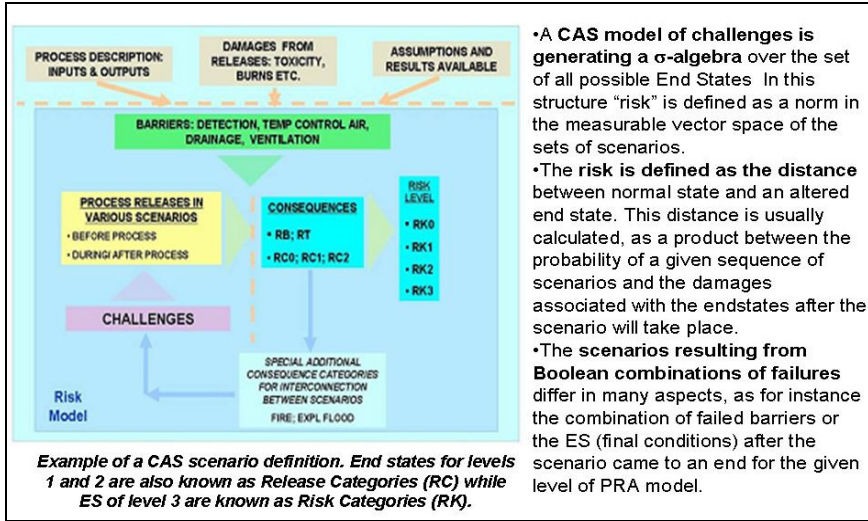 PROCESS DESCRIPTION:
INPUTS & OUTPUTS
DAMAGES FROM
RELEASES: TOXICITY,
BURNS ETC.
ASSUMPTIONS AND
RESULTS AVAILABLE
BARRIERS: DETECTION, TEMP CONTROL AIR,
DRAINAGE, VENTILATION
PROCESS RELEASES IN
VARIOUS SCENARIOS
• BEFORE PROCESS
• DURING/ AFTER PROCESS
CONSEQUENCES
• RB; RT
• RC0; RC1; RC2
RISK
LEVEL
• RK0
• RK1
• RK2
• RK3
CHALLENGES
SPECIAL ADDITIONAL
CONSEQUENCE CATEGORIES
FOR INTERCONNECTION
BETWEEN SCENARIOS
FIRE; EXPL FLOOD
Risk
Model
Example of a CAS scenario definition. End states for levels
1 and 2 are also known as Release Categories (RC) while
ES of level 3 are known as Risk Categories (RK).
•A CAS model of challenges is
generating a σ-algebra over the set
of all possible End States In this
structure “risk” is defined as a norm in
the measurable vector space of the
sets of scenarios.
•The risk is defined as the distance
between normal state and an altered
end state. This distance is usually
calculated, as a product between the
probability of a given sequence of
scenarios and the damages
associated with the endstates after the
scenario will take place.
•The scenarios resulting from
Boolean combinations of failures
differ in many aspects, as for instance
the combination of failed barriers or
the ES (final conditions) after the
scenario came to an end for the given
level of PRA model.